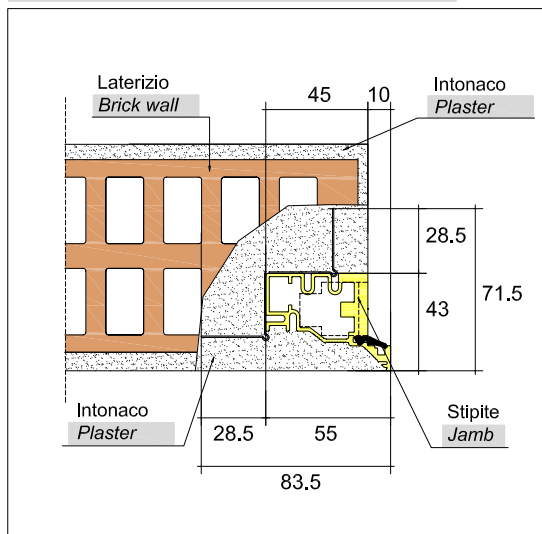 Laterizio
Brick wall
45 10
Intonaco
Plaster
28.5
43
71.5
Intonaco
Plaster
28.5 55
83.5
Stipite
Jamb